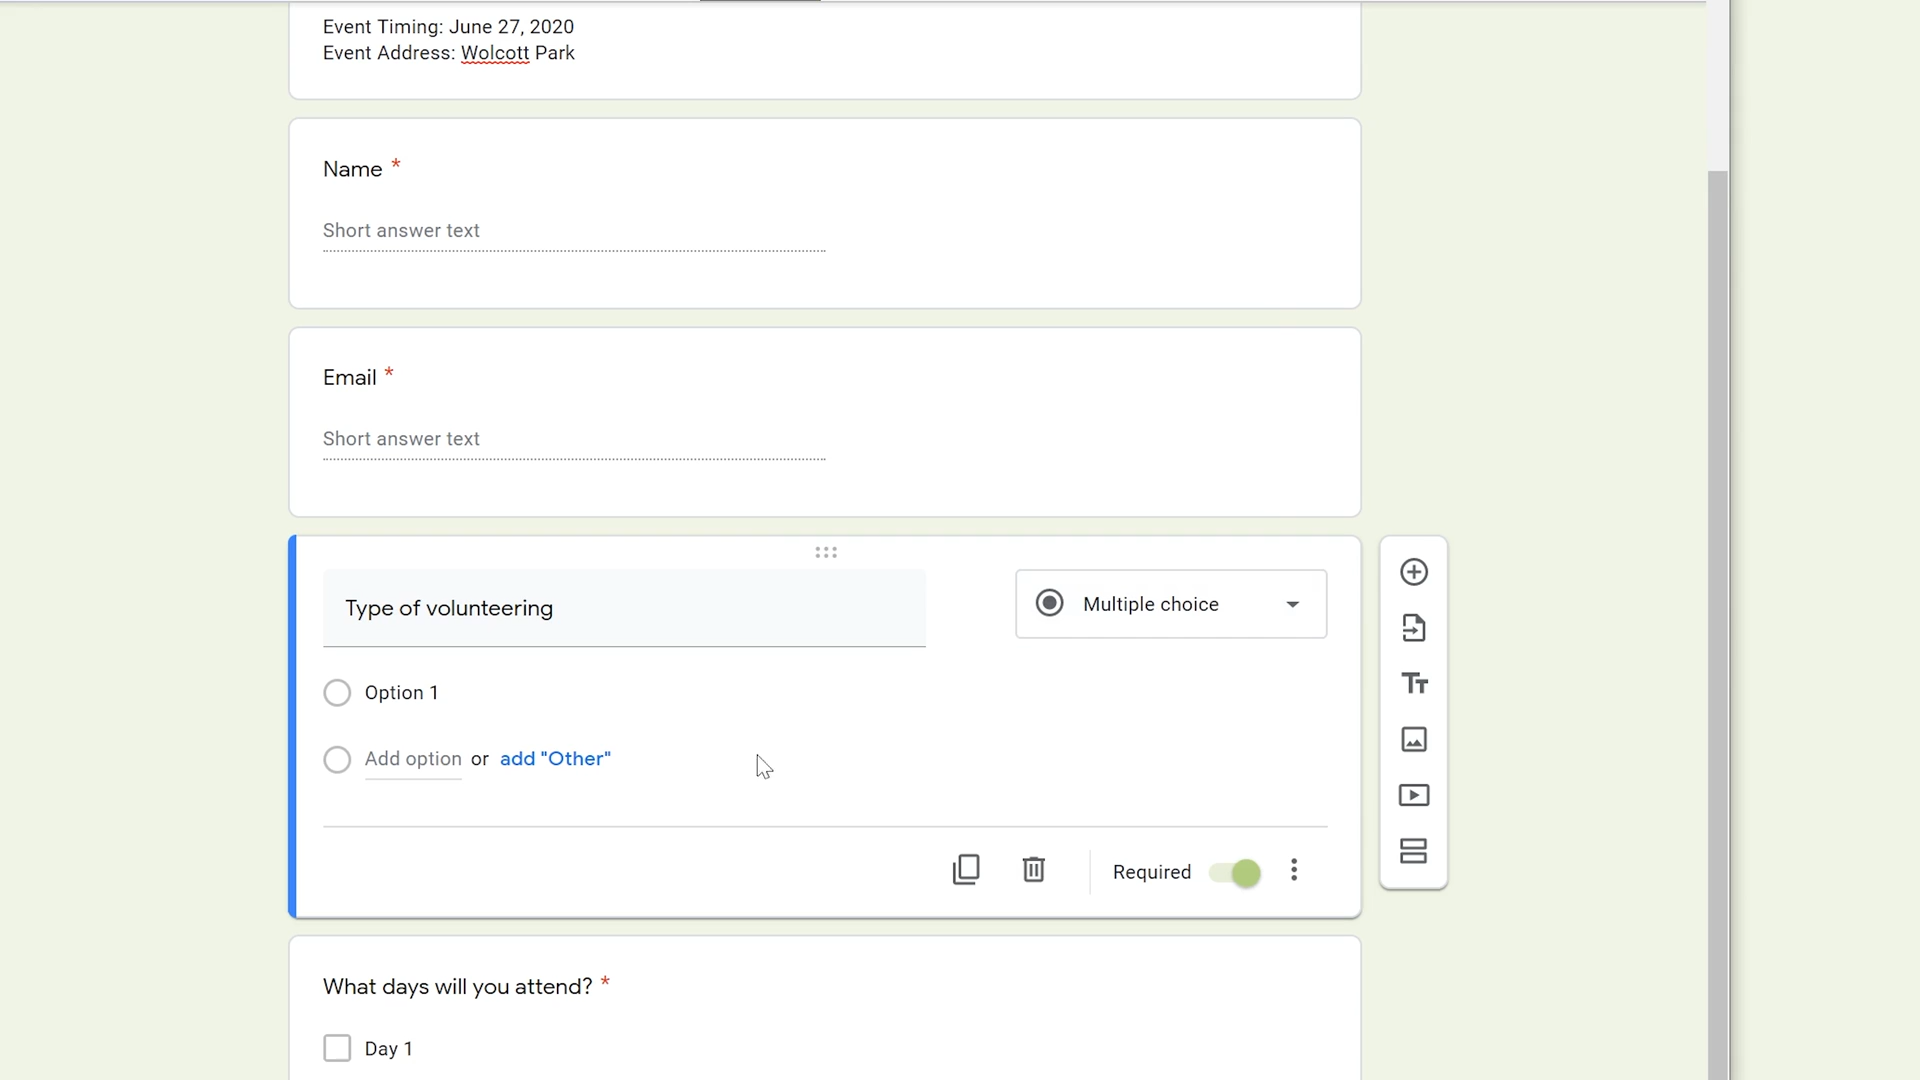 Event Timing: June 27, 2020
Event Address: Wolcott Park
Name *
Short answer text
Email *
Short answer text
Type of volunteering
Multiple choice
Option 1
Add option or add "Other"
Required
What days will you attend? *
Day 1